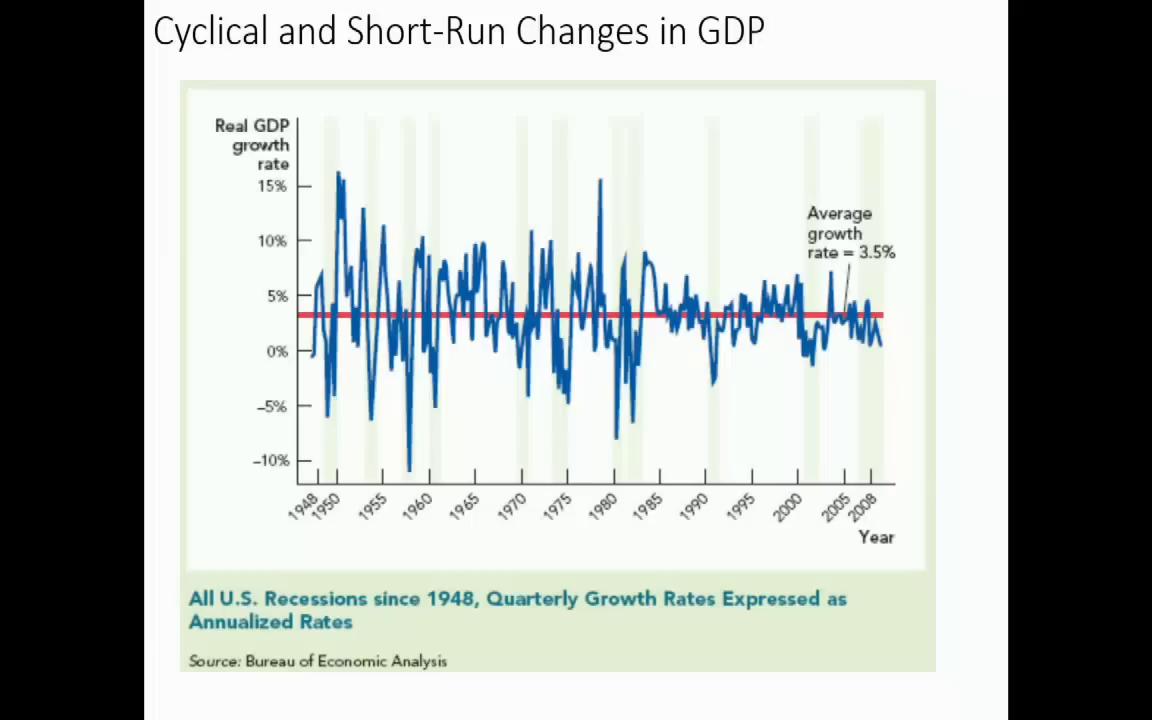 Cyclical and Short-Run Changes in GDP
Real GDP
growth
rate
15%
10%
5%
0%
–5%
–10%
Average
growth
rate = 3.5%
1948 1950 1955 1960 1965 1970 1975 1980 1985 1990 1995 2000 2005 2008
Year
All U.S. Recessions since 1948, Quarterly Growth Rates Expressed as
Annualized Rates
Source: Bureau of Economic Analysis